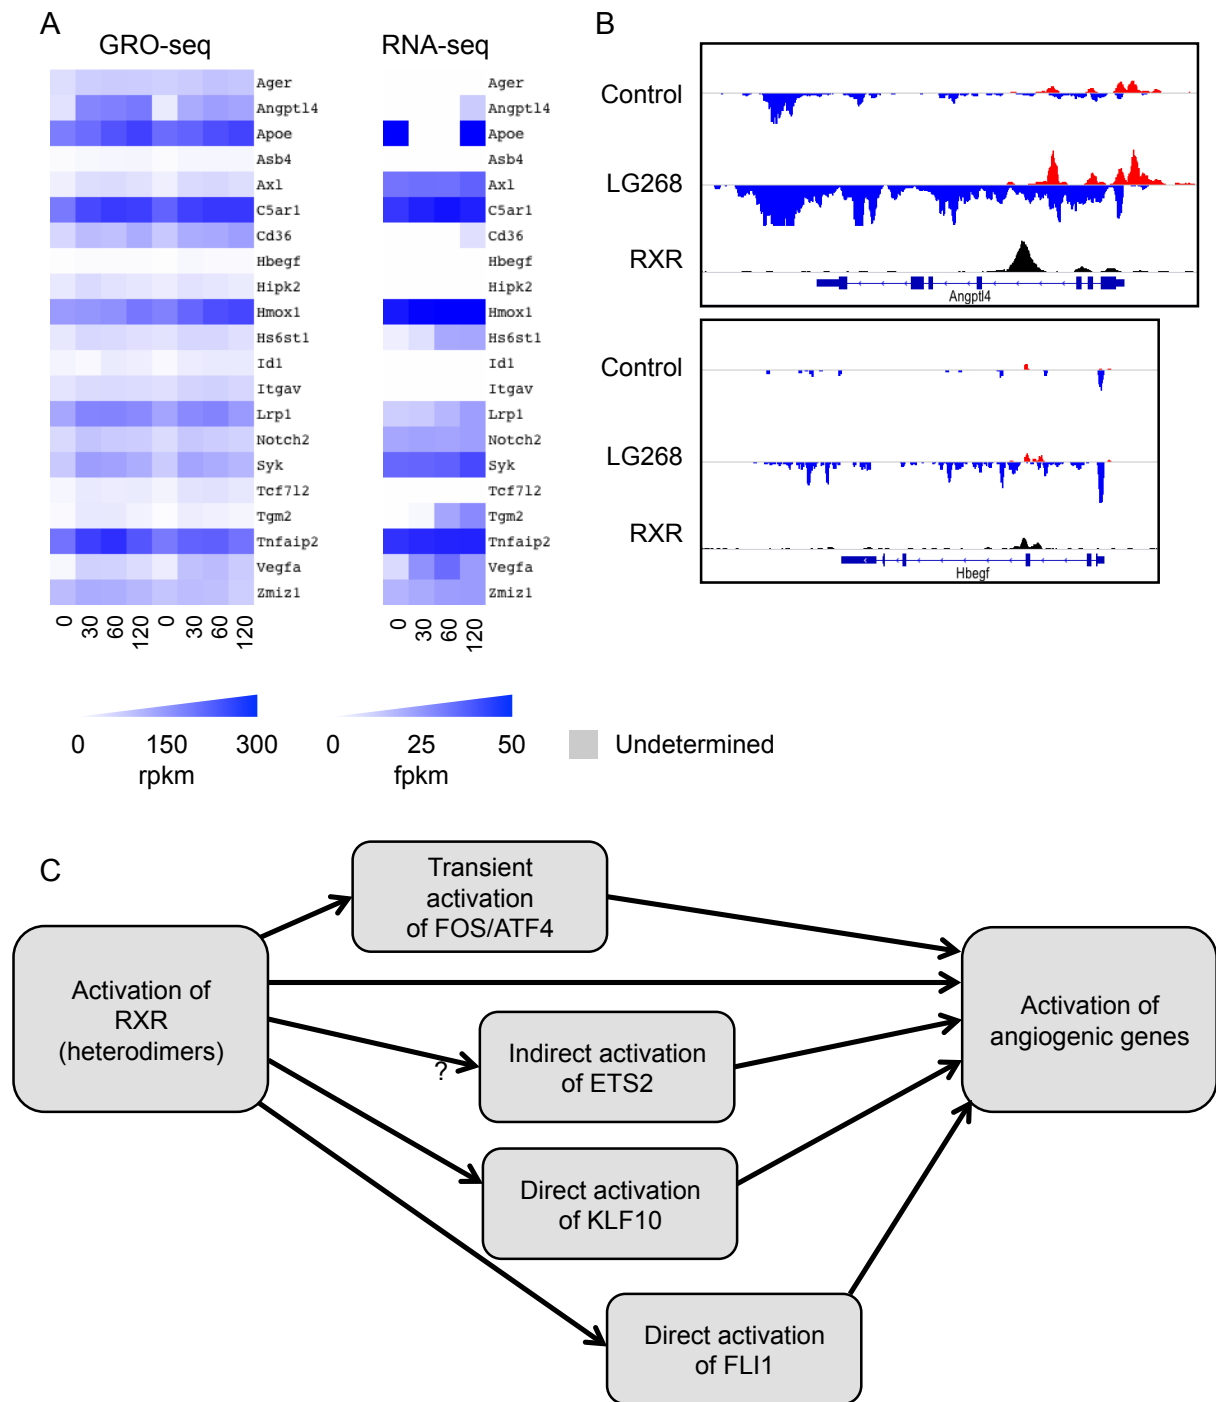 A
GRO-seq
RNA-seq
Ager
Angptl4
Apoe
Asb4
Axl
C5ar1
Cd36
Hbegf
Hipk2
Hmox1
Hs6st1
Id1
Itgav
Lrp1
Notch2
Syk
Tcf7l2
Tgm2
Tnfaip2
Vegfa
Zmiz1
0 30 60 120 0 30 60 120
Ager
Angptl4
Apoe
Asb4
Axl
C5ar1
Cd36
Hbegf
Hipk2
Hmox1
Hs6st1
Id1
Itgav
Lrp1
Notch2
Syk
Tcf7l2
Tgm2
Tnfaip2
Vegfa
Zmiz1
0 30 60 120
0 150 300
rpkm
0 25 50
fpkm
Undetermined
B
Control
LG268
RXR
Angptl4
Control
LG268
RXR
Hbegf
C
Activation of
RXR
(heterodimers)
Transient
activation
of FOS/ATF4
?
Indirect activation
of ETS2
Direct activation
of KLF10
Direct activation
of FLI1
Activation of
angiogenic genes